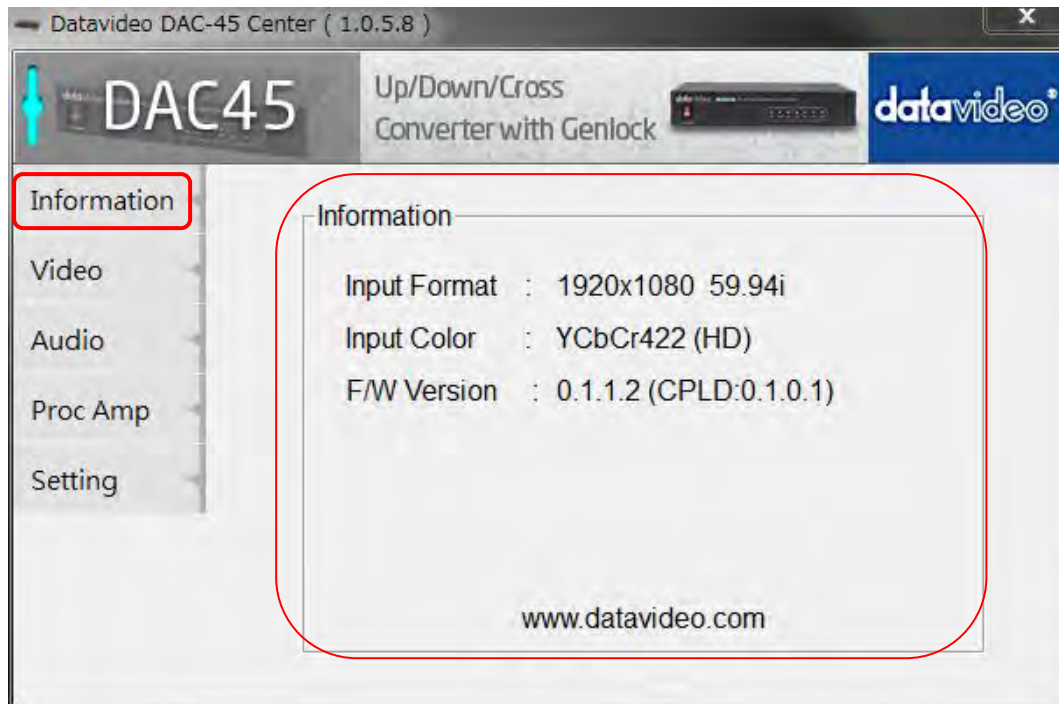 Datavideo DAC-45 Center ( 1.0.5.8 )
x
DAC45
Up/Down/Cross
Converter with Genlock
datavideo®
Information
Video
Audio
Proc Amp
Setting
Information
Input Format : 1920x1080 59.94i
Input Color : YCbCr422 (HD)
F/W Version : 0.1.1.2 (CPLD:0.1.0.1)
www.datavideo.com